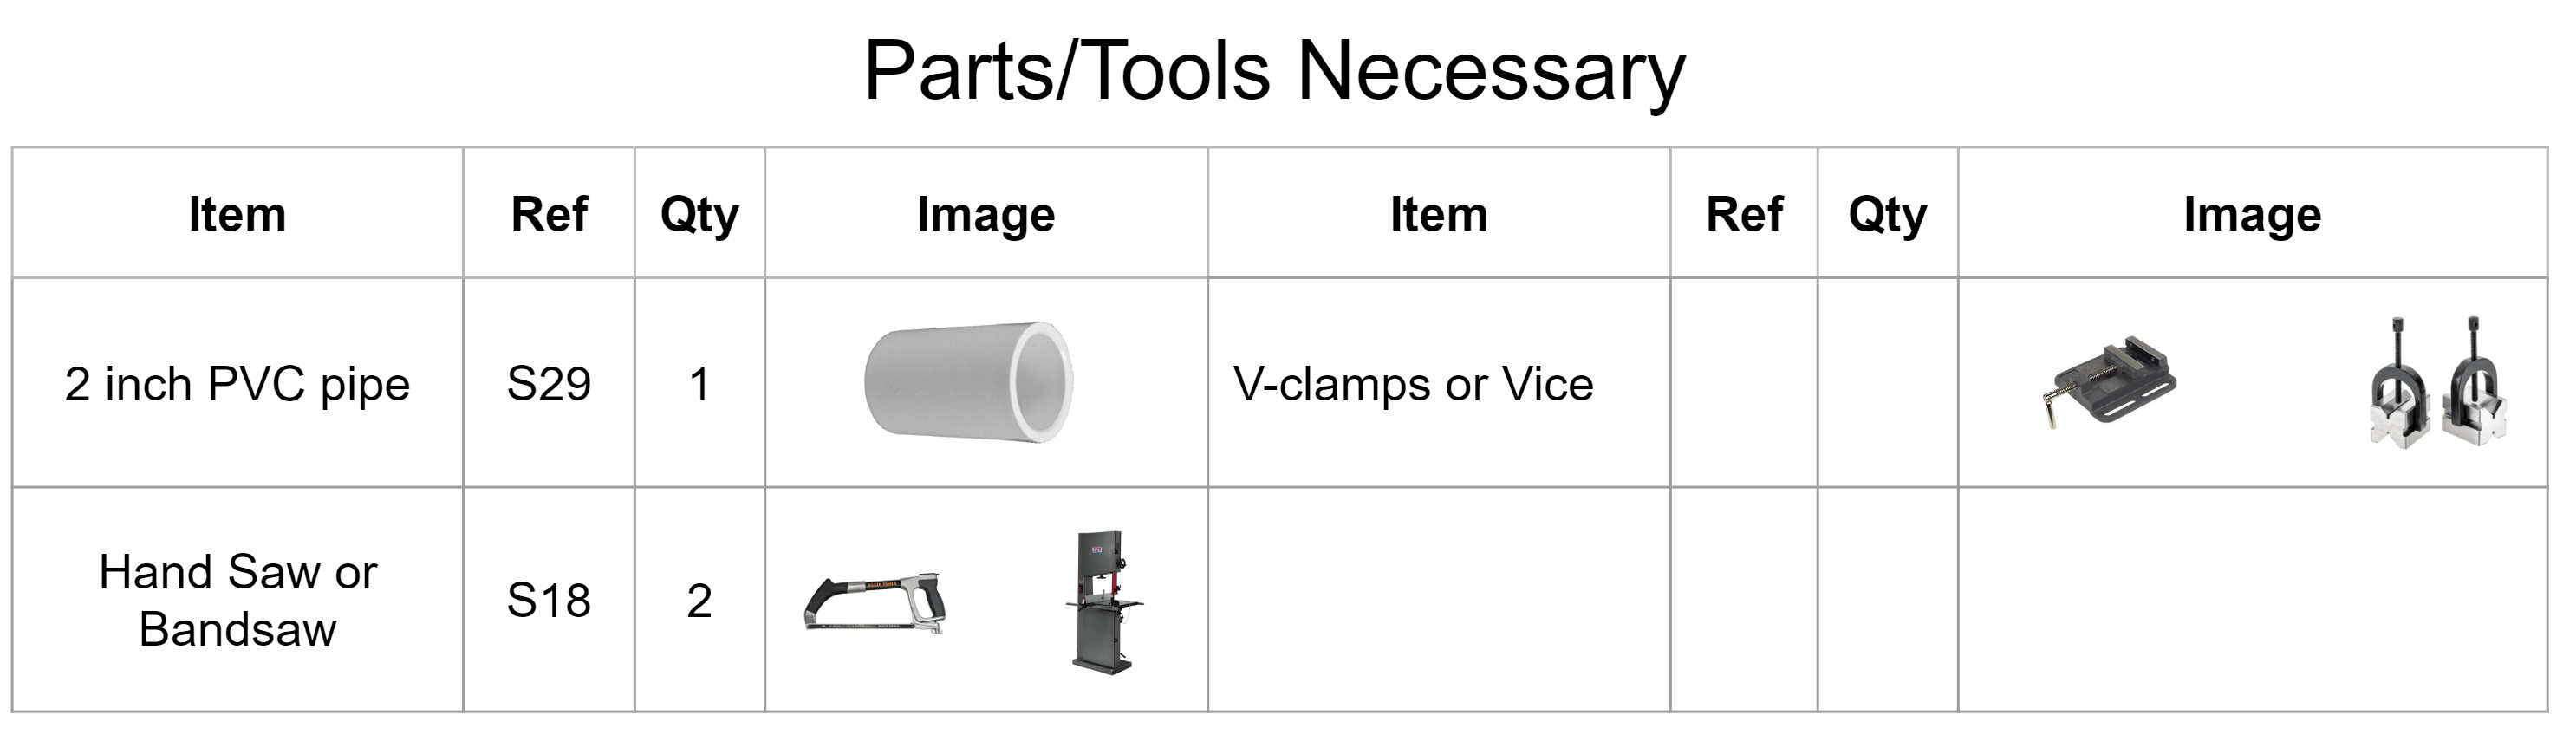 Parts/Tools Necessary
Item Ref Qty Image Item Ref Qty Image
2 inch PVC pipe S29 1 V-clamps or Vice
Hand Saw or
Bandsaw S18 2